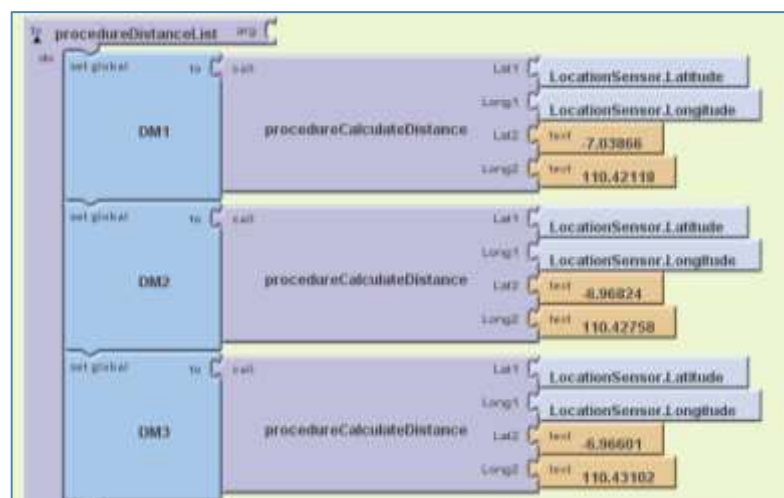 to procedureDistanceList arg
do
set global DM1 to call procedureCalculateDistance
Lat1 LocationSensor.Latitude
Long1 LocationSensor.Longitude
Lat2 text -7.03866
Long2 text 110.42118
set global DM2 to call procedureCalculateDistance
Lat1 LocationSensor.Latitude
Long1 LocationSensor.Longitude
Lat2 text -6.96824
Long2 text 110.42758
set global DM3 to call procedureCalculateDistance
Lat1 LocationSensor.Latitude
Long1 LocationSensor.Longitude
Lat2 text -6.96601
Long2 text 110.43102